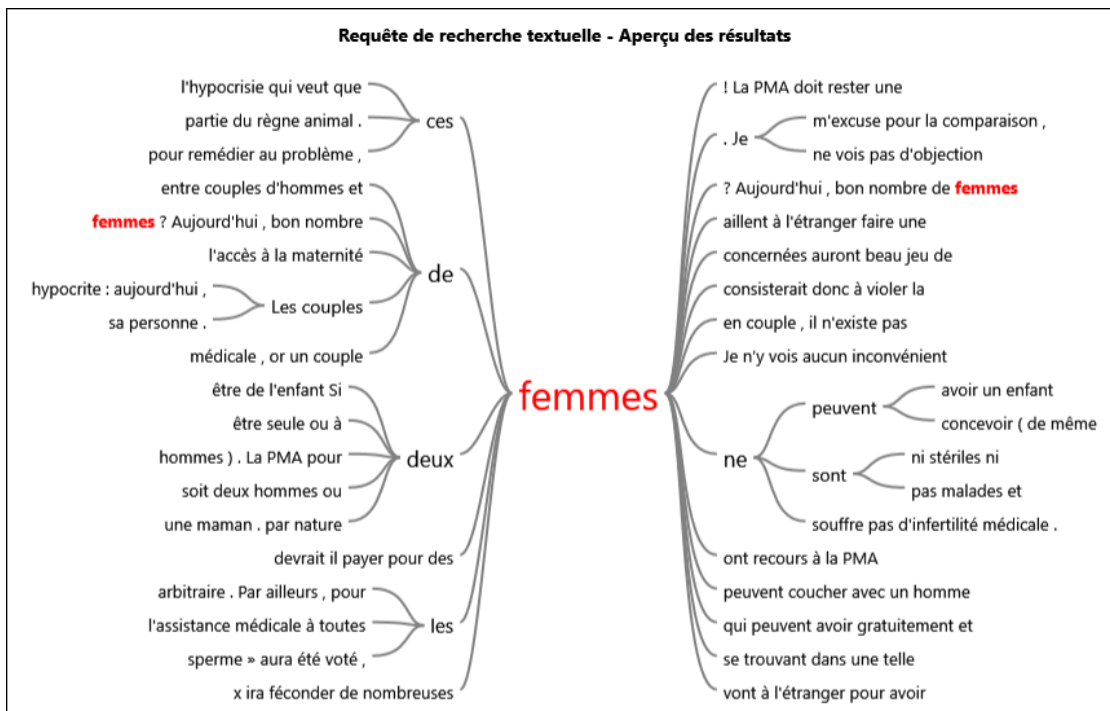 Requête de recherche textuelle - Aperçu des résultats
l'hypocrisie qui veut que
partie du règne animal .
pour remédier au problème ,
ces
entre couples d'hommes et
femmes ? Aujourd'hui , bon nombre
l'accès à la maternité
hypocrite : aujourd'hui ,
sa personne .
Les couples
médicale , or un couple
de
être de l'enfant Si
être seule ou à
hommes ) . La PMA pour
soit deux hommes ou
une maman . par nature
deux
devrait il payer pour des
arbitraire . Par ailleurs , pour
l'assistance médicale à toutes
sperme » aura été voté ,
les
x ira féconder de nombreuses
femmes
! La PMA doit rester une
. Je
m'excuse pour la comparaison ,
ne vois pas d'objection
? Aujourd'hui , bon nombre de femmes
aillent à l'étranger faire une
concernées auront beau jeu de
consisterait donc à violer la
en couple , il n'existe pas
Je n'y vois aucun inconvénient
ne
peuvent
avoir un enfant
concevoir ( de même
sont
ni stériles ni
pas malades et
souffre pas d'infertilité médicale .
ont recours à la PMA
peuvent coucher avec un homme
qui peuvent avoir gratuitement et
se trouvant dans une telle
vont à l'étranger pour avoir